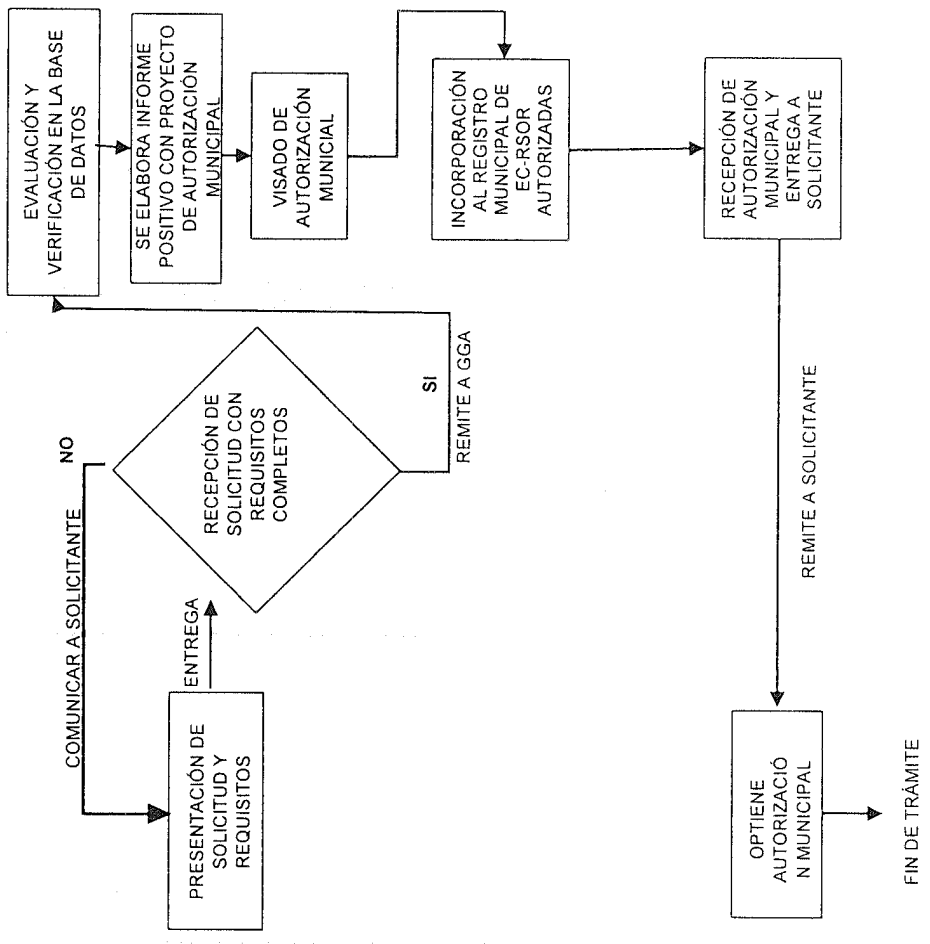 COMUNICAR A SOLICITANTE
NO
PRESENTACIÓN DE
SOLICITUD Y
REQUISITOS
ENTREGA
RECEPCIÓN DE
SOLICITUD CON
REQUISITOS
COMPLETOS
SI
REMITE A GGA
EVALUACIÓN Y
VERIFICACIÓN EN LA BASE
DE DATOS
SE ELABORA INFORME
POSITIVO CON PROYECTO
DE AUTORIZACIÓN
MUNICIPAL
VISADO DE
AUTORIZACIÓN
MUNICIAL
INCORPORACIÓN
AL REGISTRO
MUNICIPAL DE
EC-RSOR
AUTORIZADAS
RECEPCIÓN DE
AUTORIZACIÓN
MUNICIPAL Y
ENTREGA A
SOLICITANTE
REMITE A SOLICITANTE
OPTIENE
AUTORIZACIÓ
N MUNICIPAL
FIN DE TRÁMITE